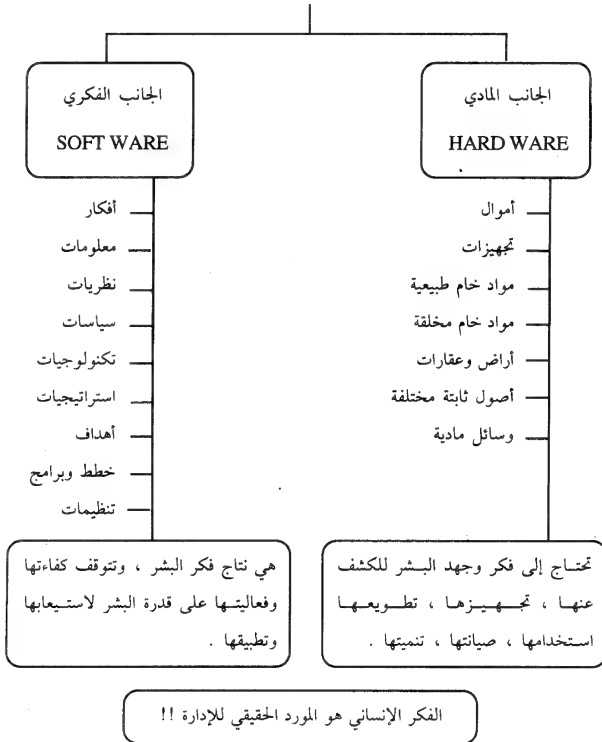 الجانب المادي
HARD WARE
أموال
تجهيزات
مواد خام طبيعية
مواد خام مخلقة
أراض وعقارات
أصول ثابتة مختلفة
وسائل مادية
تحتاج إلى فكر وجهد البشر للكشف
عنها ، تجهيزها ، تطويعها
استخدامها ، صيانتها ، تنميتها .
الجانب الفكري
SOFT WARE
أفكار
معلومات
نظريات
سياسات
تكنولوجيات
استراتيجيات
أهداف
خطط وبرامج
تنظيمات
هي نتاج فكر البشر ، وتتوقف كفاءتها
وفعاليتها على قدرة البشر لاستيعابها
وتطبيقها .
الفكر الإنساني هو المورد الحقيقي للإدارة !!